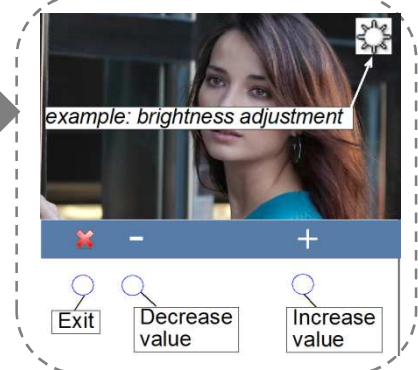 example: brightness adjustment
Exit
Decrease
value
Increase
value